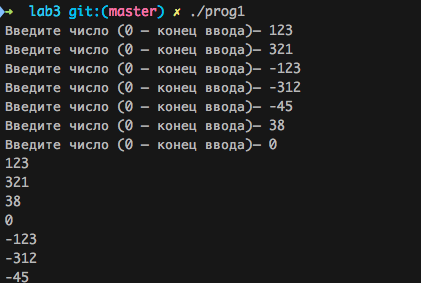 → lab3 git:(master) ✗ ./prog1
Введите число (0 — конец ввода)— 123
Введите число (0 — конец ввода)— 321
Введите число (0 — конец ввода)— -123
Введите число (0 — конец ввода)— -312
Введите число (0 — конец ввода)— -45
Введите число (0 — конец ввода)— 38
Введите число (0 — конец ввода)— 0
123
321
38
0
-123
-312
-45